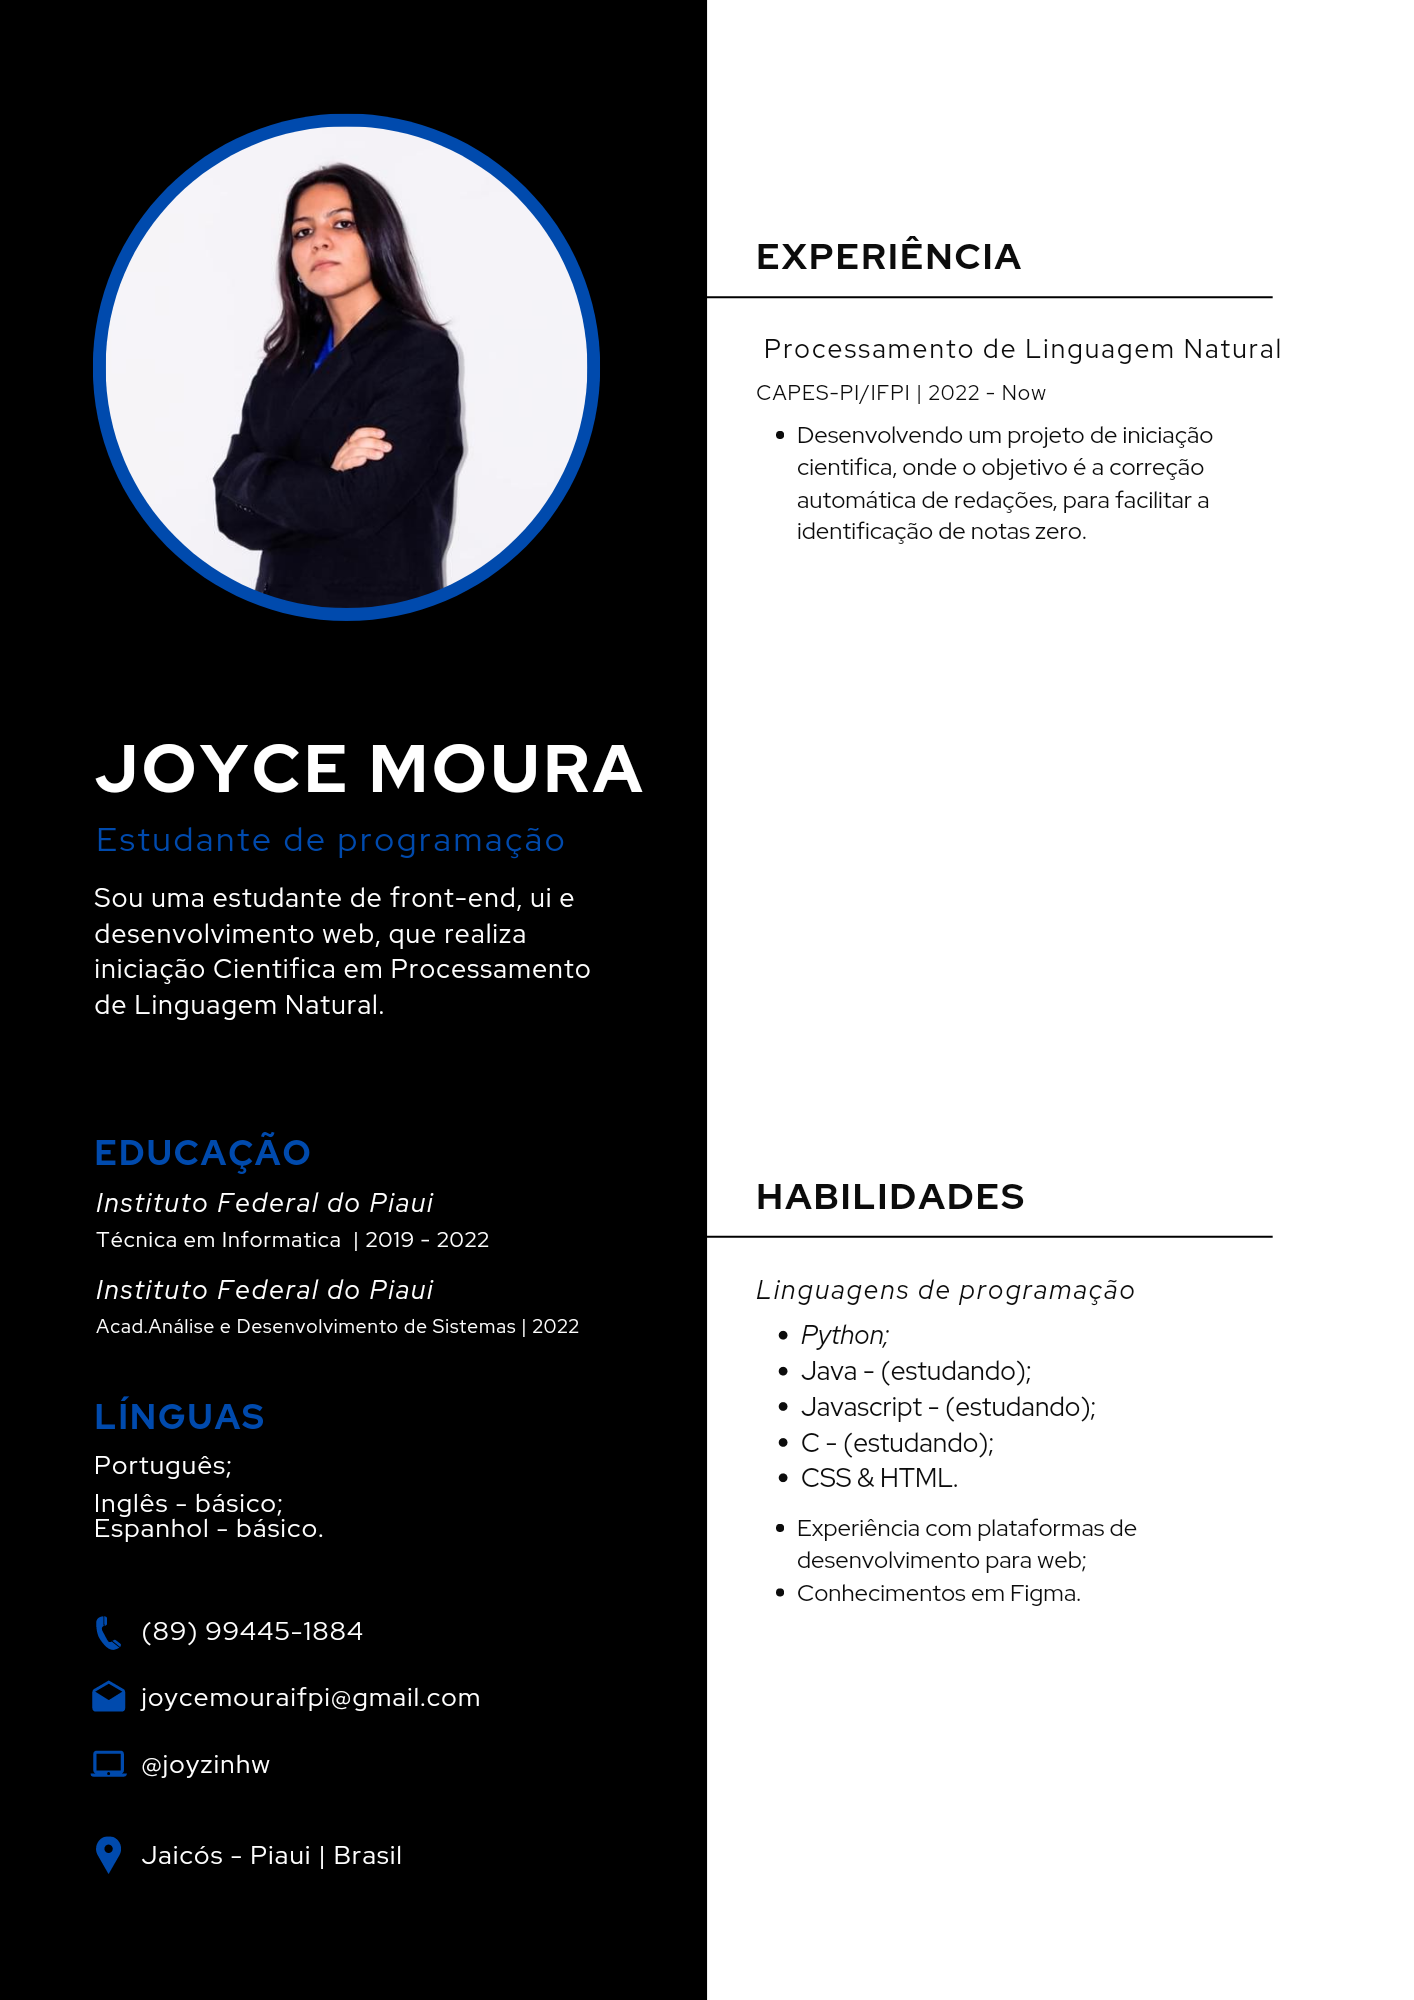 JOYCE MOURA
Estudante de programação
Sou uma estudante de front-end, ui e
desenvolvimento web, que realiza
iniciação Cientifica em Processamento
de Linguagem Natural.
EDUCAÇÃO
Instituto Federal do Piaui
Técnica em Informatica | 2019 - 2022
Instituto Federal do Piaui
Acad.Análise e Desenvolvimento de Sistemas | 2022
LÍNGUAS
Português;
Inglês - básico;
Espanhol - básico.
(89) 99445-1884
joycemouraifpi@gmail.com
@joyzinhw
Jaicós - Piaui | Brasil
EXPERIÊNCIA
Processamento de Linguagem Natural
CAPES-PI/IFPI | 2022 - Now
• Desenvolvendo um projeto de iniciação
cientifica, onde o objetivo é a correção
automática de redações, para facilitar a
identificação de notas zero.
HABILIDADES
Linguagens de programação
• Python;
• Java - (estudando);
• Javascript - (estudando);
• C - (estudando);
• CSS & HTML.
• Experiência com plataformas de
desenvolvimento para web;
• Conhecimentos em Figma.